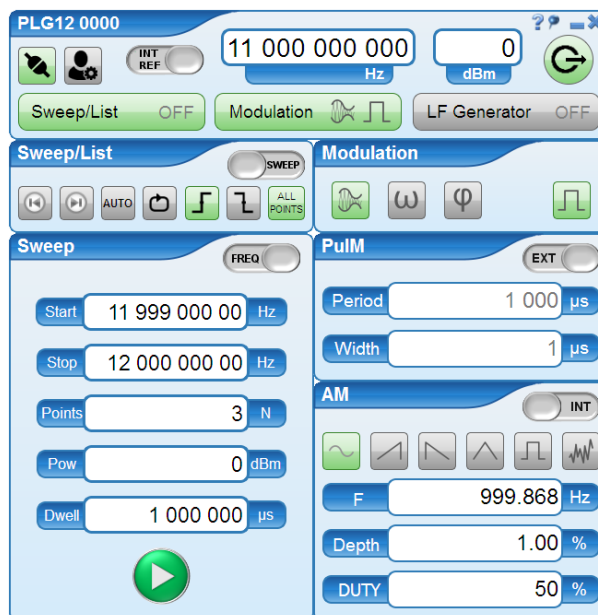 PLG12 0000
INT REF 11 000 000 000 0
Hz dBm
Sweep/List OFF Modulation LF Generator OFF
Sweep/List
SWEEP
AUTO ALL POINTS
Modulation
ω φ
Sweep
FREQ
Start 11 999 000 00 Hz
Stop 12 000 000 00 Hz
Points 3 N
Pow 0 dBm
Dwell 1 000 000 µs
PulM
EXT
Period 1 000 µs
Width 1 µs
AM
INT
F 999.868 Hz
Depth 1.00 %
DUTY 50 %